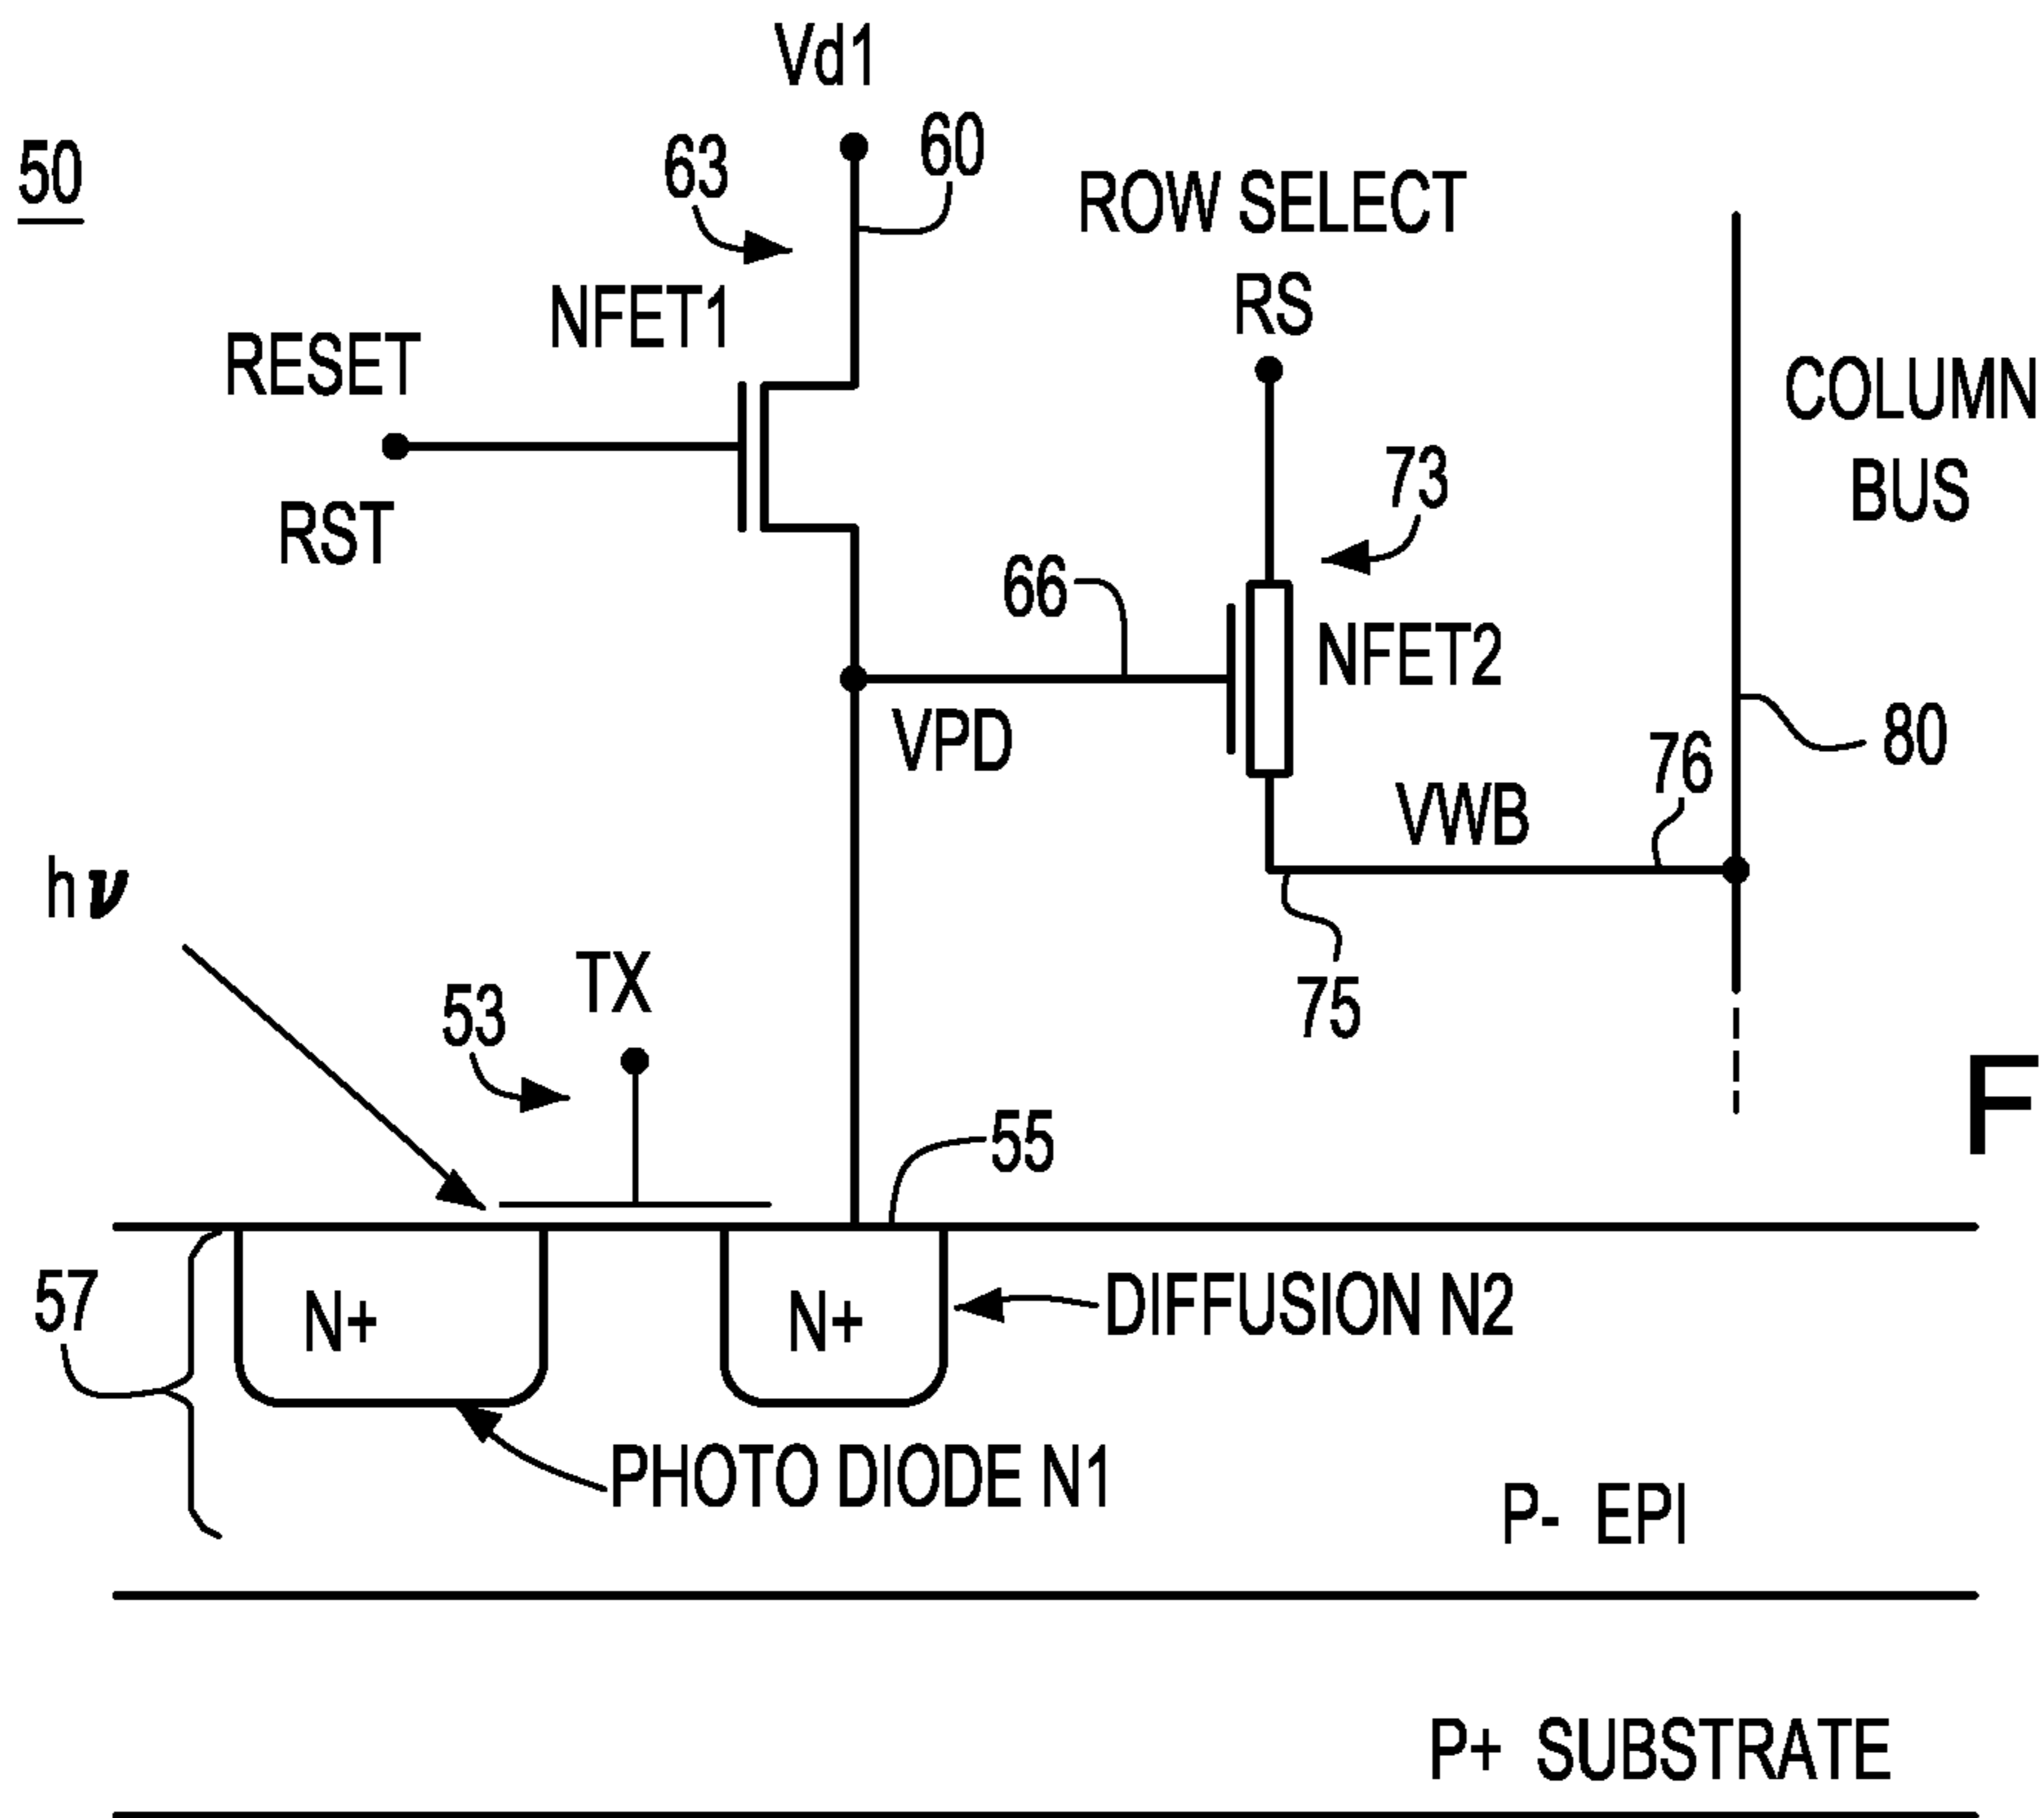 Vd1
50
63
60
ROW SELECT
RS
NFET1
RESET
RST
COLUMN
BUS
73
66
NFET2
VPD
80
76
VWB
hν
TX
53
75
F
55
57
N+
N+
DIFFUSION N2
PHOTO DIODE N1
P- EPI
P+ SUBSTRATE